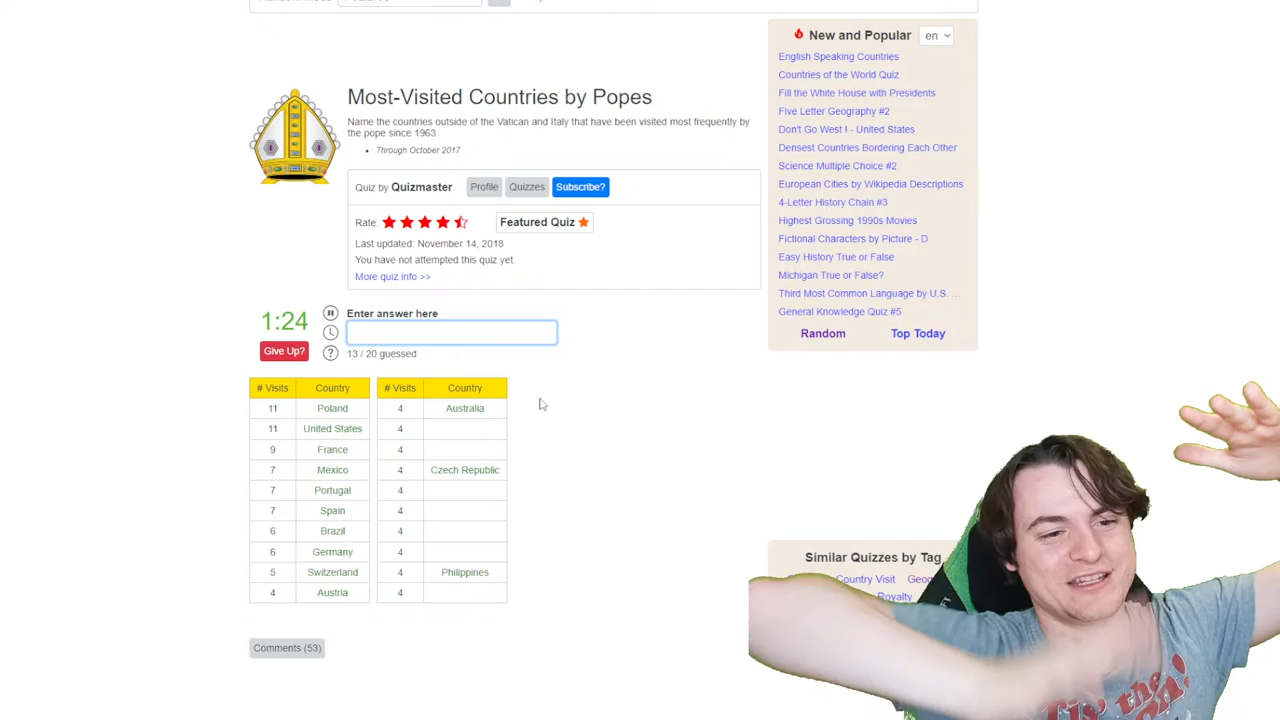 New and Popular en
English Speaking Countries
Countries of the World Quiz
Fill the White House with Presidents
Five Letter Geography #2
Don't Go West ! - United States
Densest Countries Bordering Each Other
Science Multiple Choice #2
European Cities by Wikipedia Descriptions
4-Letter History Chain #3
Highest Grossing 1990s Movies
Fictional Characters by Picture - D
Easy History True or False
Michigan True or False?
Third Most Common Language by U.S. ...
General Knowledge Quiz #5
Random Top Today
Most-Visited Countries by Popes
Name the countries outside of the Vatican and Italy that have been visited most frequently by
the pope since 1963.
Through October 2017
Quiz by Quizmaster Profile Quizzes Subscribe?
Rate: Featured Quiz
Last updated: November 14, 2018
You have not attempted this quiz yet.
More quiz info >>
1:24
Give Up?
Enter answer here
13 / 20 guessed
# Visits Country # Visits Country
11 Poland 4 Australia
11 United States 4
9 France 4
7 Mexico 4 Czech Republic
7 Portugal 4
7 Spain 4
6 Brazil 4
6 Germany 4
5 Switzerland 4 Philippines
4 Austria 4
Comments (53)
Similar Quizzes by Tag
Country Visit
Royalty
'Tis the